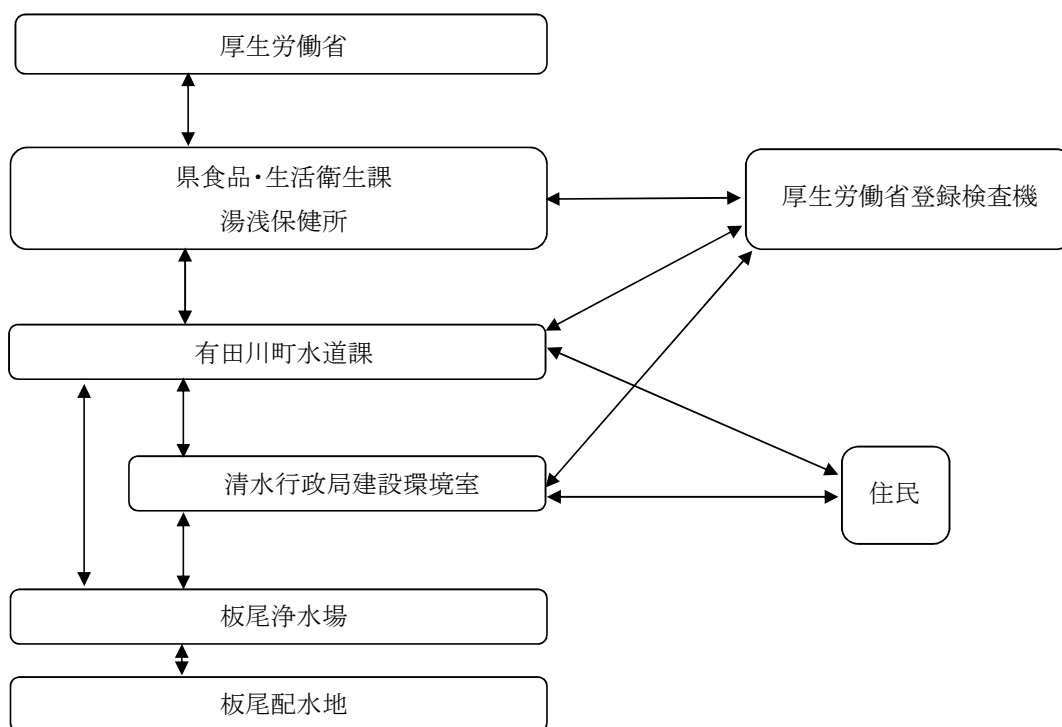 厚生労働省
県食品・生活衛生課
湯浅保健所
厚生労働省登録検査機
有田川町水道課
清水行政局建設環境室
住民
板尾浄水場
板尾配水地